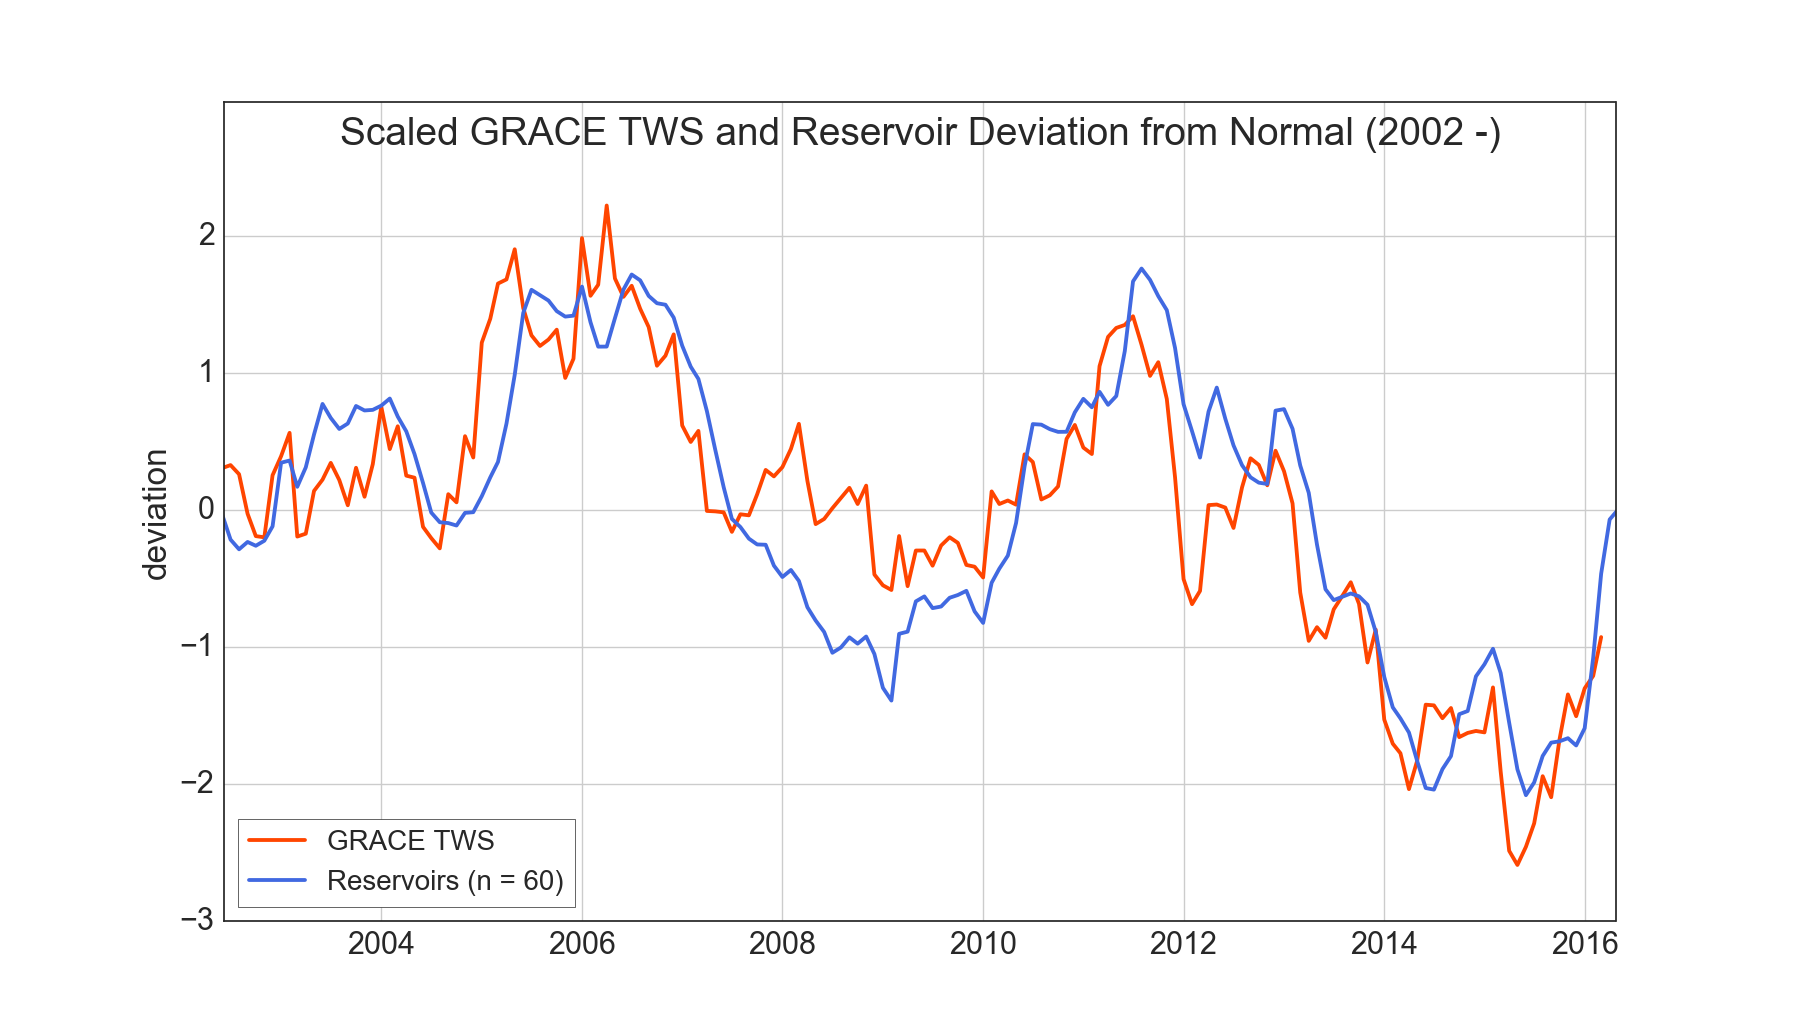 Scaled GRACE TWS and Reservoir Deviation from Normal (2002 -)
deviation
2
1
0
−1
−2
−3
GRACE TWS
Reservoirs (n = 60)
2004 2006 2008 2010 2012 2014 2016